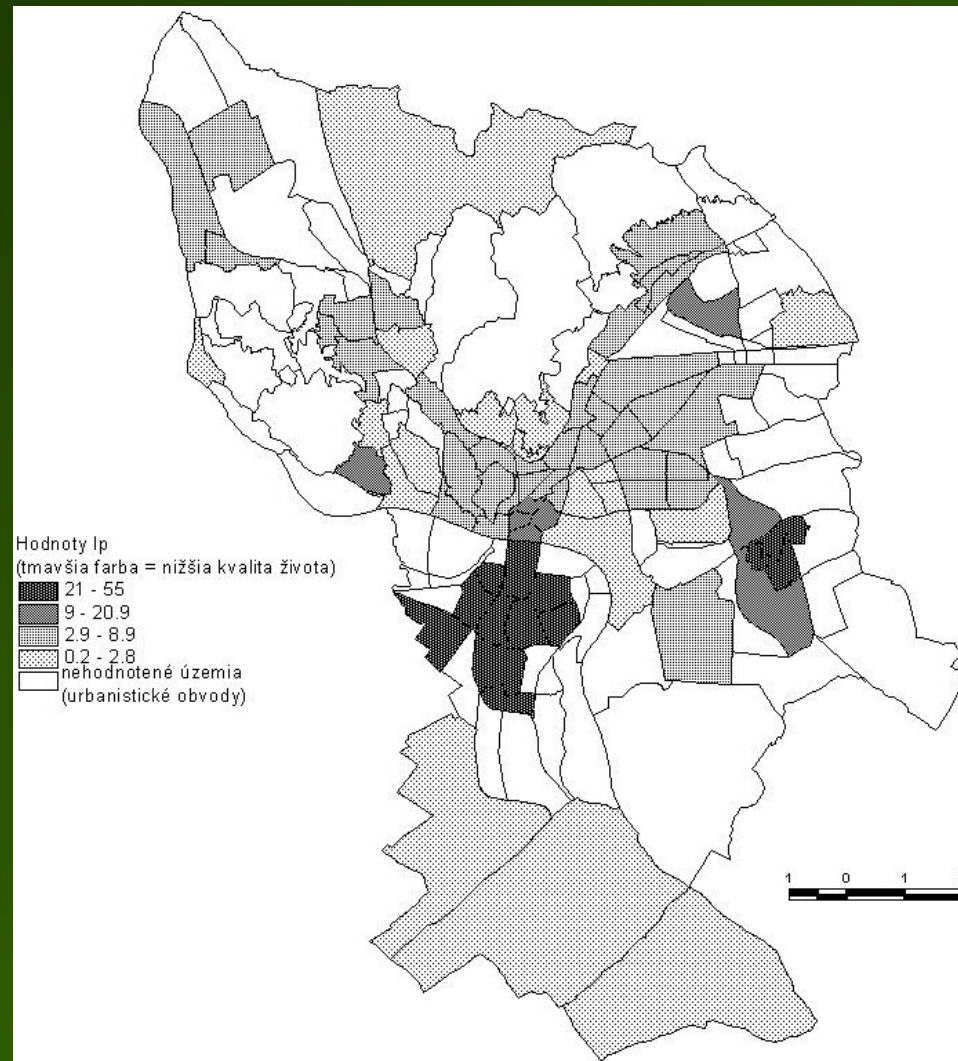 Hodnoty Ip
(tmavšia farba = nižšia kvalita života)
21 - 55
9 - 20.9
2.9 - 8.9
0.2 - 2.8
nehodnotené územia
(urbanistické obvody)
1 0 1